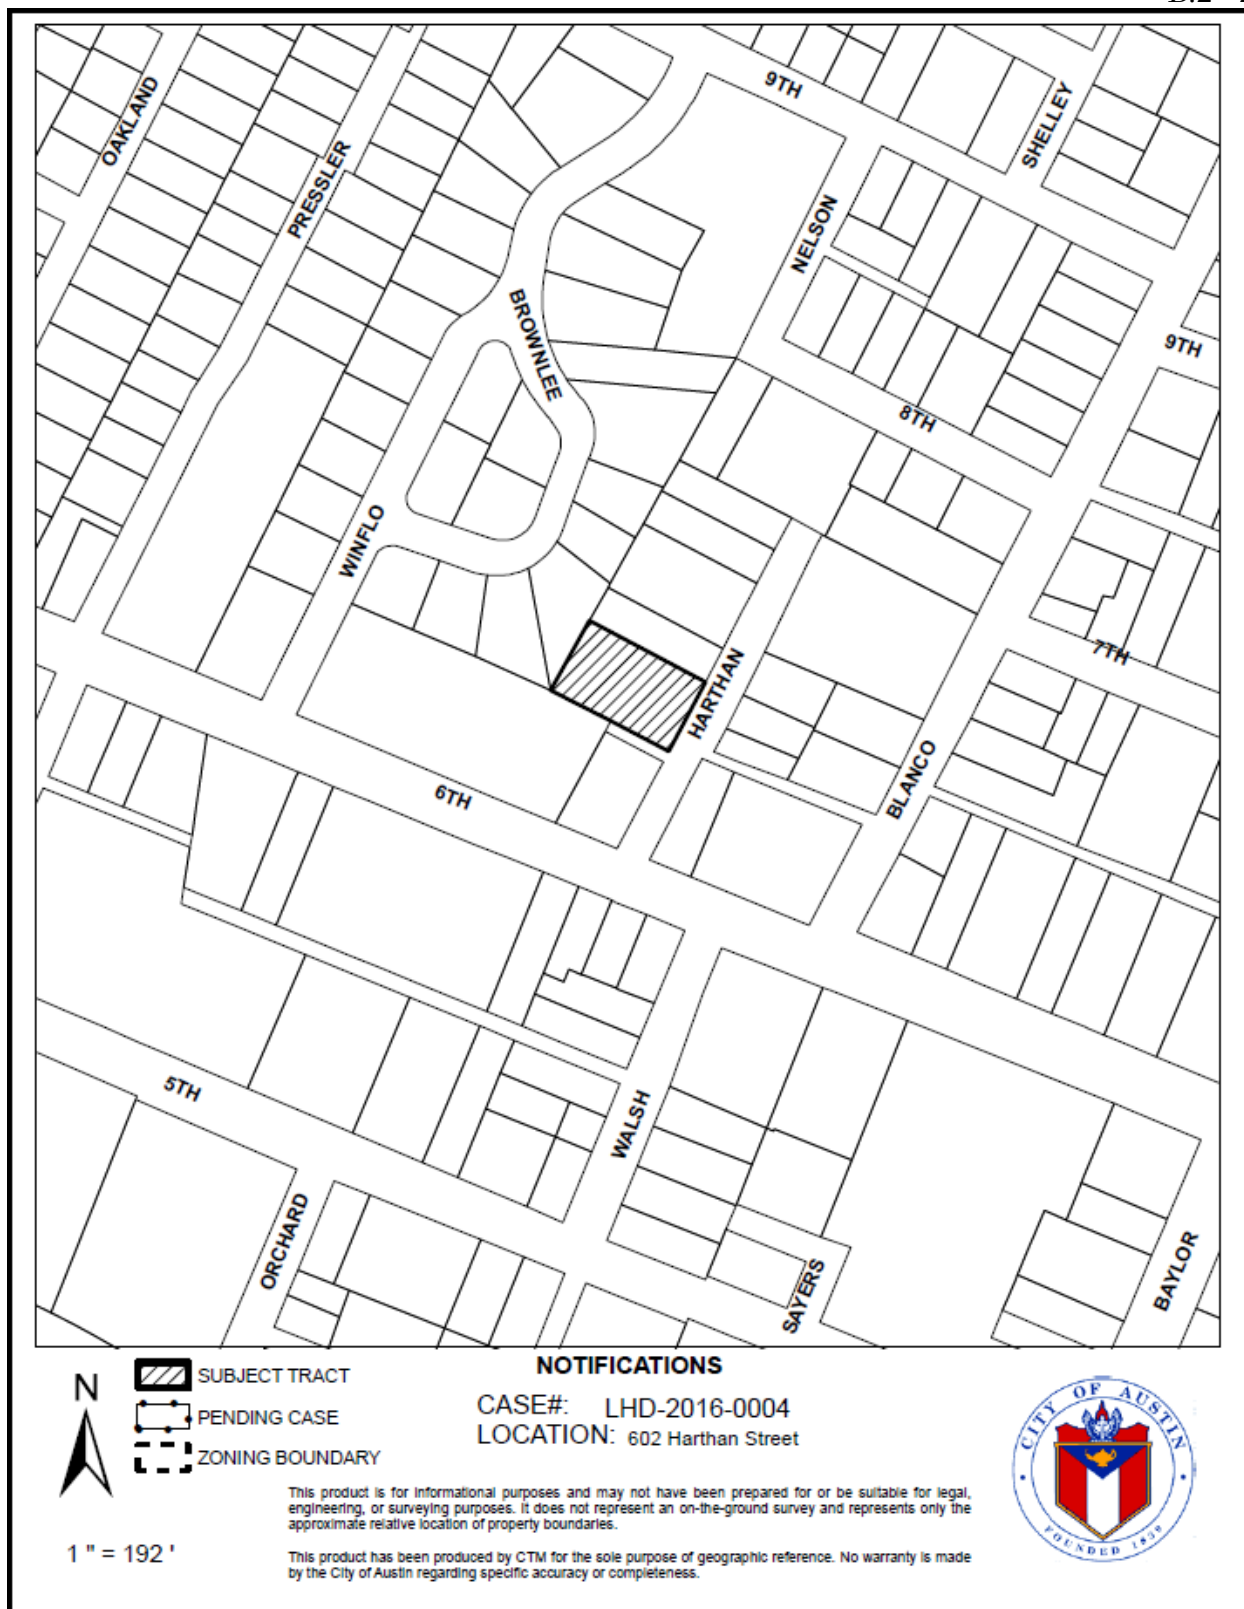 OAKLAND
PRESSLER
9TH
SHELLEY
NELSON
BROWNLEE
9TH
8TH
WINFLO
7TH
HARTHAN
BLANCO
6TH
5TH
WALSH
ORCHARD
SAYERS
BAYLOR
N
1 " = 192 '
SUBJECT TRACT
PENDING CASE
ZONING BOUNDARY
NOTIFICATIONS
CASE#: LHD-2016-0004
LOCATION: 602 Harthan Street
This product is for informational purposes and may not have been prepared for or be suitable for legal,
engineering, or surveying purposes. It does not represent an on-the-ground survey and represents only the
approximate relative location of property boundaries.
This product has been produced by CTM for the sole purpose of geographic reference. No warranty is made
by the City of Austin regarding specific accuracy or completeness.
CITY OF AUSTIN
FOUNDED 1839